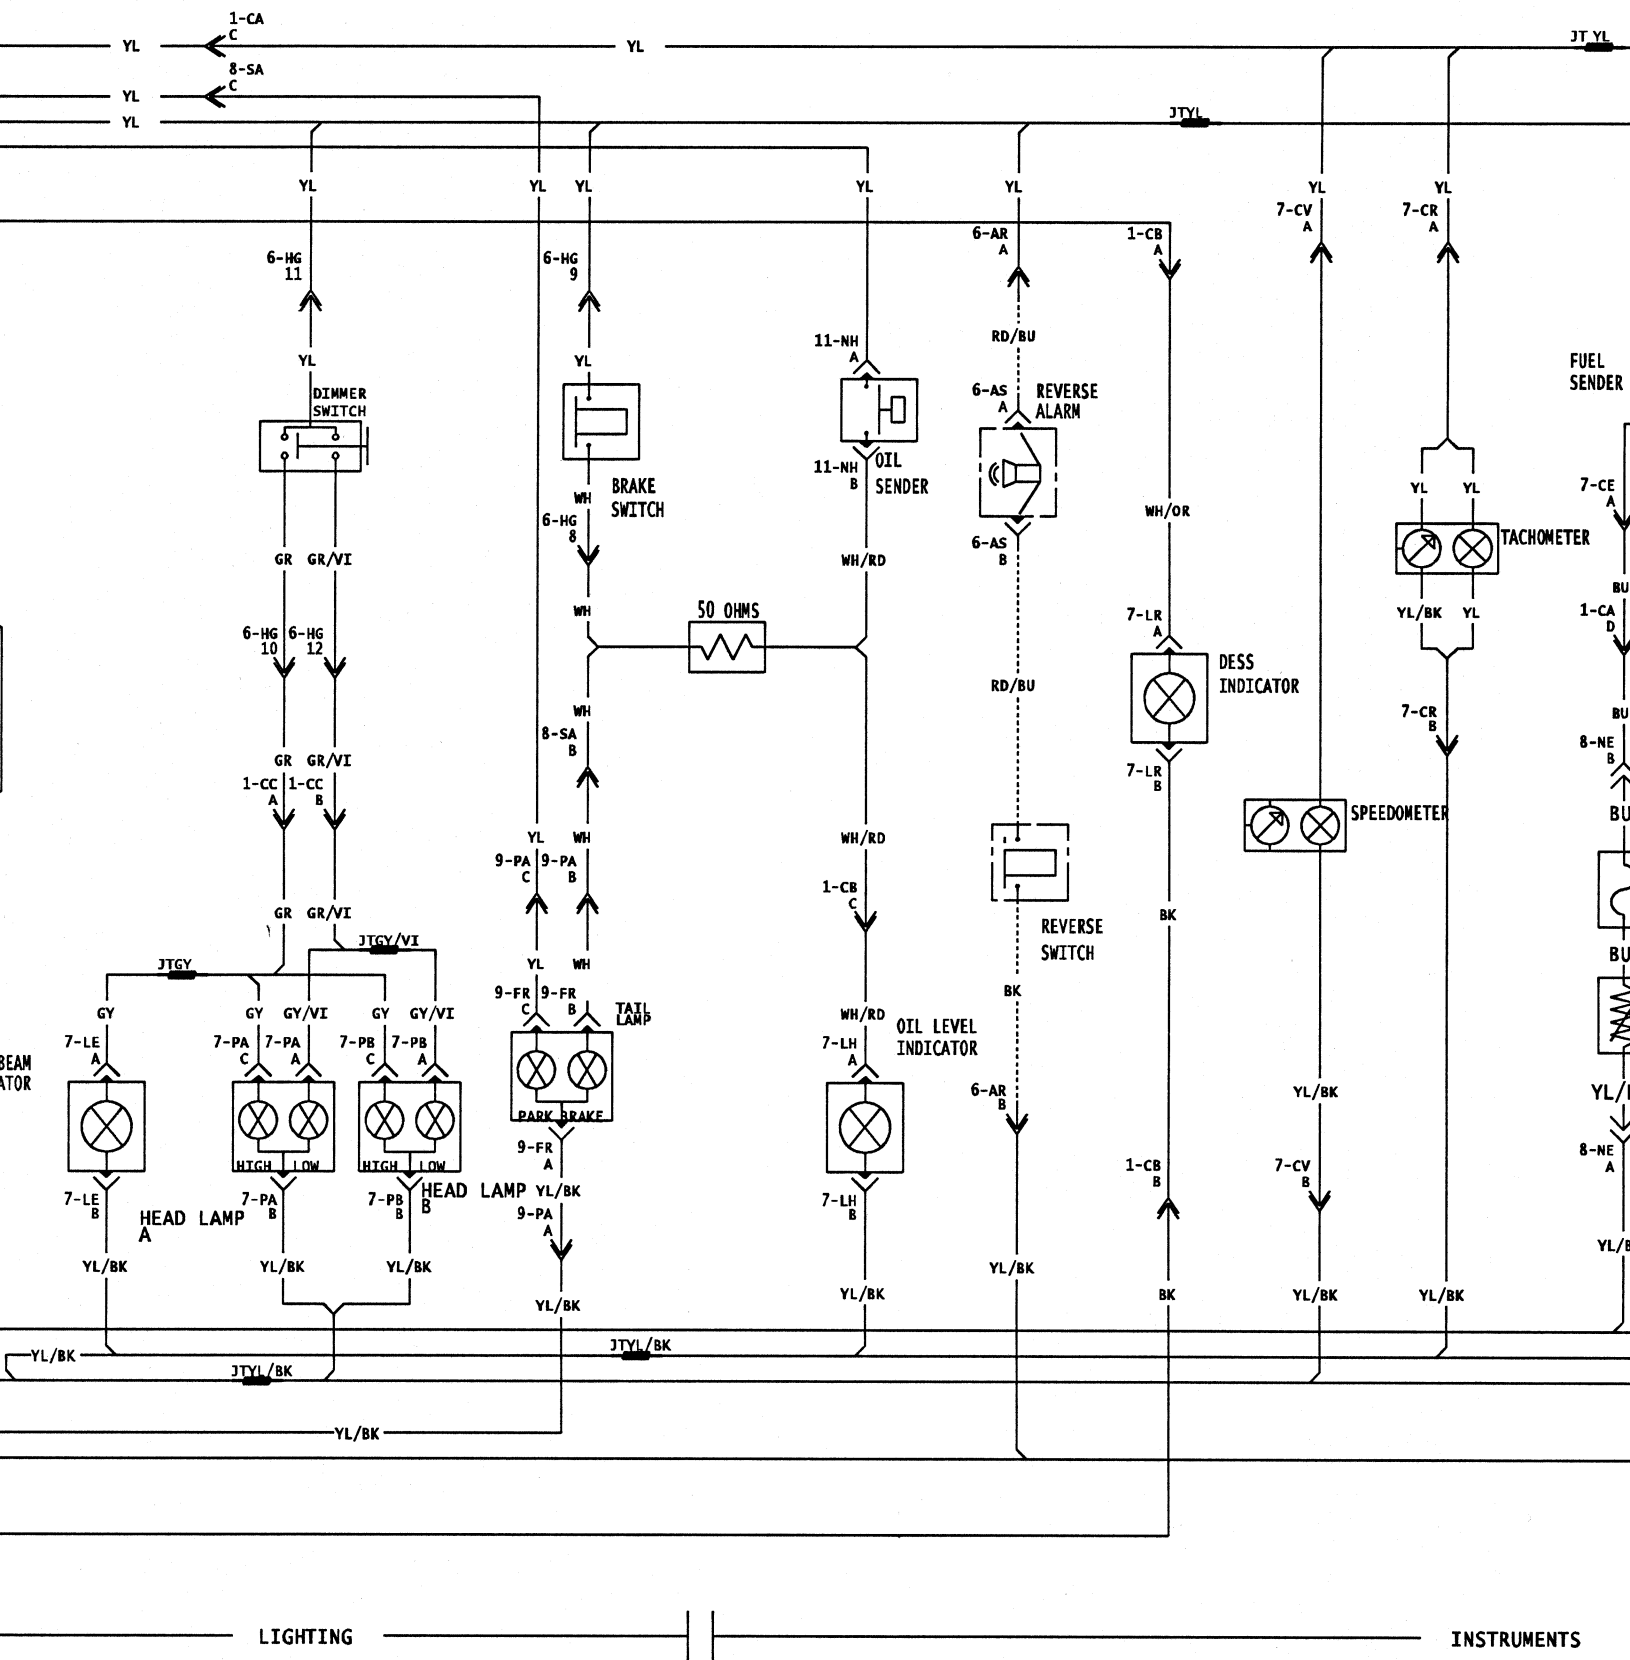 1-CA
C
YL
YL
JT YL
8-SA
C
YL
YL
JTYL
YL
YL
YL
YL
YL
YL
YL
7-CV
A
7-CR
A
6-AR
A
1-CB
A
6-HG
11
6-HG
9
RD/BU
11-NH
A
YL
YL
FUEL
SENDER
DIMMER
SWITCH
6-AS
A
REVERSE
ALARM
OIL
SENDER
11-NH
B
BRAKE
SWITCH
WH
6-HG
8
YL
YL
7-CE
A
WH/OR
TACHOMETER
6-AS
B
GR
GR/VI
WH/RD
BU
WH
50 OHMS
YL/BK
YL
1-CA
D
7-LR
A
6-HG
10
6-HG
12
DESS
INDICATOR
RD/BU
WH
7-CR
B
BU
8-SA
B
8-NE
B
GR
GR/VI
7-LR
B
1-CC
A
1-CC
B
SPEEDOMETER
BU
YL
WH
WH/RD
9-PA
C
9-PA
B
1-CB
C
GR
GR/VI
BK
REVERSE
SWITCH
JTGY/VI
BU
JTGY
YL
WH
BK
9-FR
C
9-FR
B
TAIL
LAMP
GY
GY
GY/VI
GY
GY/VI
WH/RD
OIL LEVEL
INDICATOR
7-LE
A
7-PA
C
7-PA
A
7-PB
C
7-PB
A
7-LH
A
BEAM
ATOR
6-AR
B
YL/BK
YL/
PARK BRAKE
9-FR
A
8-NE
A
HIGH
LOW
HIGH
LOW
1-CB
B
7-CV
B
7-LE
B
7-PA
B
7-PB
B
HEAD LAMP
B
YL/BK
7-LH
B
HEAD LAMP
A
9-PA
A
YL/B
YL/BK
YL/BK
YL/BK
YL/BK
YL/BK
YL/BK
BK
YL/BK
YL/BK
YL/BK
JTYL/BK
JTYL/BK
YL/BK
LIGHTING
INSTRUMENTS